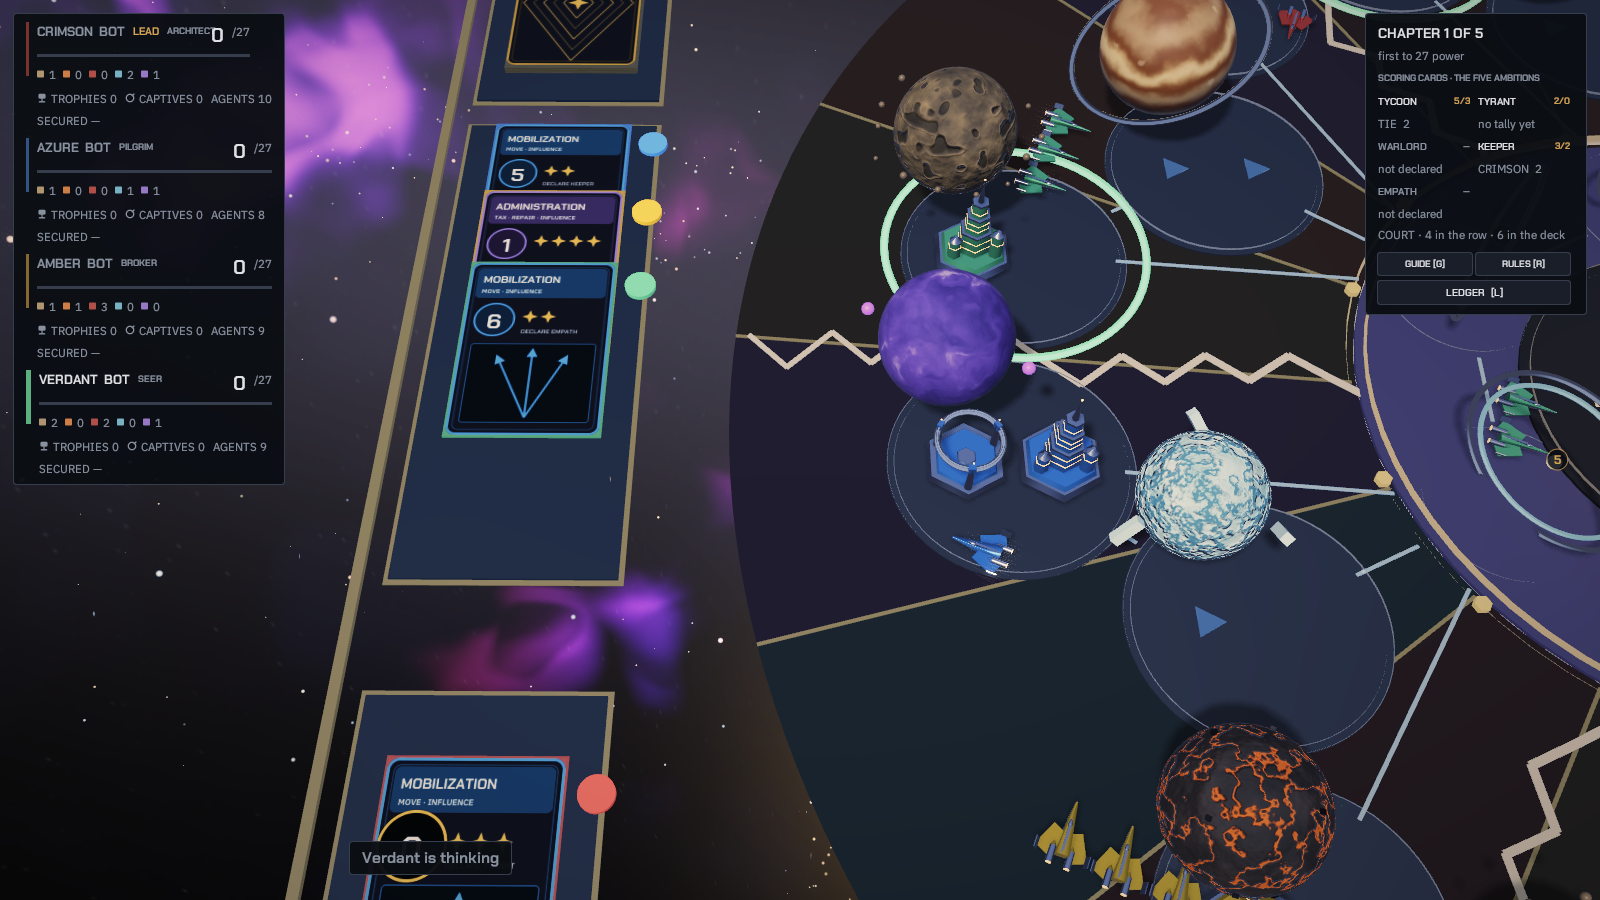 CRIMSON BOT LEAD ARCHITECT 0 /27
1 0 0 2 1
TROPHIES 0 CAPTIVES 0 AGENTS 10
SECURED —
AZURE BOT PILGRIM 0 /27
1 0 0 1 1
TROPHIES 0 CAPTIVES 0 AGENTS 8
SECURED —
AMBER BOT BROKER 0 /27
1 1 3 0 0
TROPHIES 0 CAPTIVES 0 AGENTS 9
SECURED —
VERDANT BOT SEER 0 /27
2 0 2 0 1
TROPHIES 0 CAPTIVES 0 AGENTS 9
SECURED —
MOBILIZATION
MOVE · INFLUENCE
5
DECLARE KEEPER
ADMINISTRATION
TAX · REPAIR · INFLUENCE
1
MOBILIZATION
MOVE · INFLUENCE
6
DECLARE EMPATH
MOBILIZATION
MOVE · INFLUENCE
Verdant is thinking
CHAPTER 1 OF 5
first to 27 power
SCORING CARDS · THE FIVE AMBITIONS
TYCOON 5/3 TYRANT 2/0
TIE 2 no tally yet
WARLORD – KEEPER 3/2
not declared CRIMSON 2
EMPATH –
not declared
COURT · 4 in the row · 6 in the deck
GUIDE [G] RULES [R]
LEDGER [L]
5